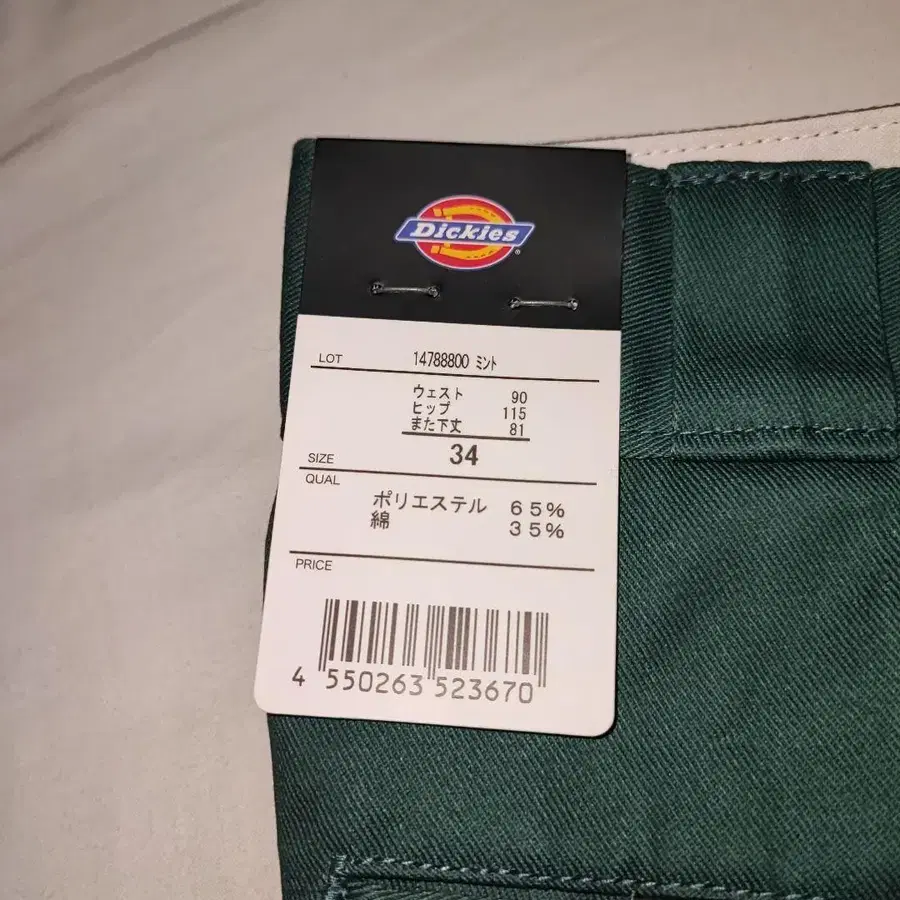 Dickies
LOT 14788800 ミント
ウェスト 90
ヒップ 115
また下丈 81
SIZE 34
QUAL
ポリエステル 65%
綿 35%
PRICE
4 550263 523670